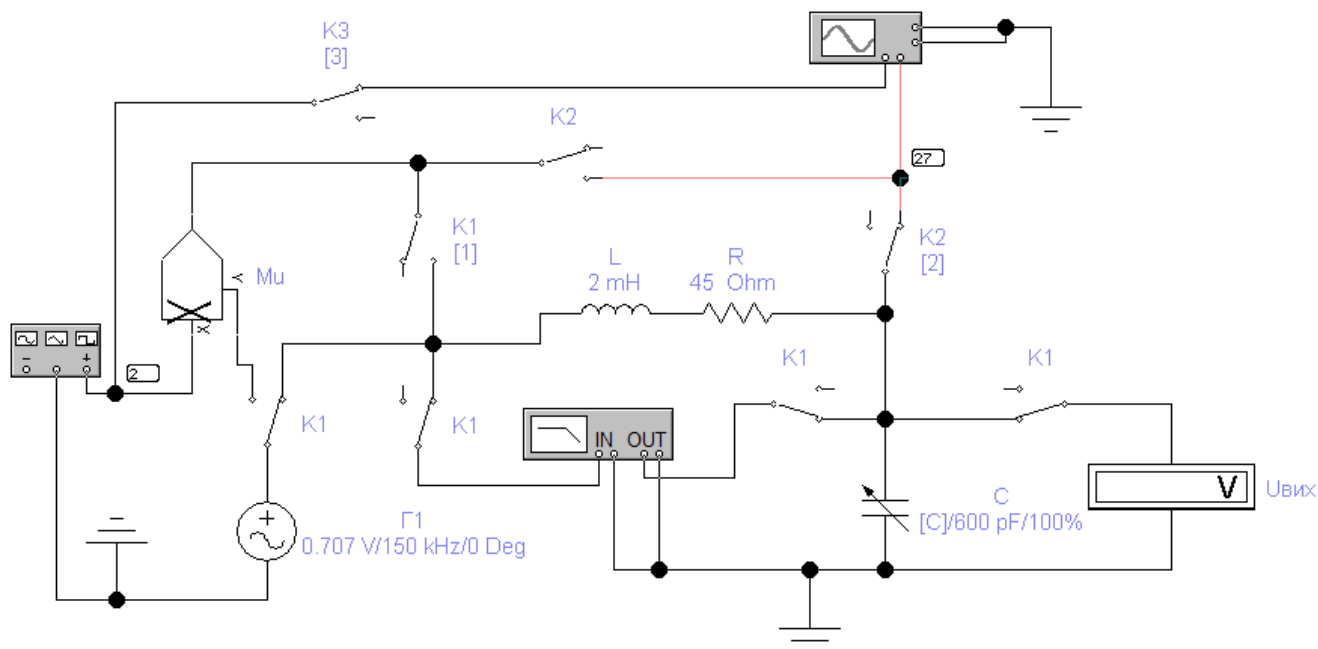 K3
[3]
K2
27
K1
[1]
K2
[2]
L
2 mH
R
45 Ohm
Y
Mu
X
2
K1
K1
K1
K1
IN OUT
V
Uвих
C
[C]/600 pF/100%
Г1
0.707 V/150 kHz/0 Deg